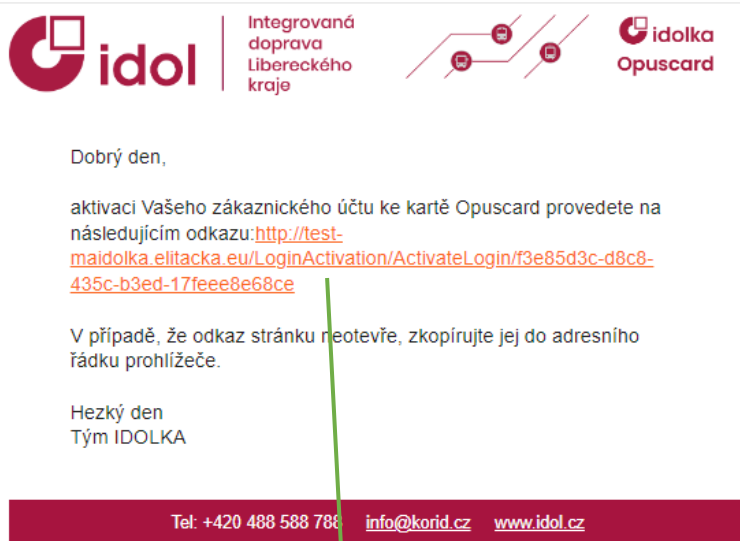 idol
Integrovaná
doprava
Libereckého
kraje
idolka
Opuscard
Dobrý den,
aktivaci Vašeho zákaznického účtu ke kartě Opuscard provedete na
následujícím odkazu:http://test-
maidolka.elitacka.eu/LoginActivation/ActivateLogin/f3e85d3c-d8c8-
435c-b3ed-17feee8e68ce
V případě, že odkaz stránku neotevře, zkopírujte jej do adresního
řádku prohlížeče.
Hezký den
Tým IDOLKA
Tel: +420 488 588 788 info@korid.cz www.idol.cz